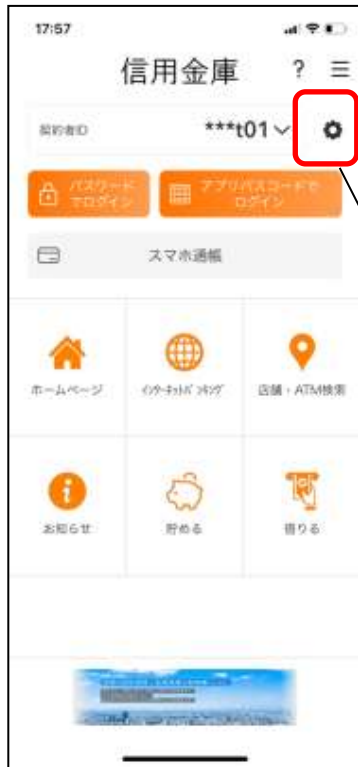 17:57
信用金庫 ?
契約者ID ***t01
パスワード
でログイン
アプリパスコードで
ログイン
スマホ通帳
ホームページ
インターネットバンキング
店舗・ATM検索
お知らせ
貯める
借りる